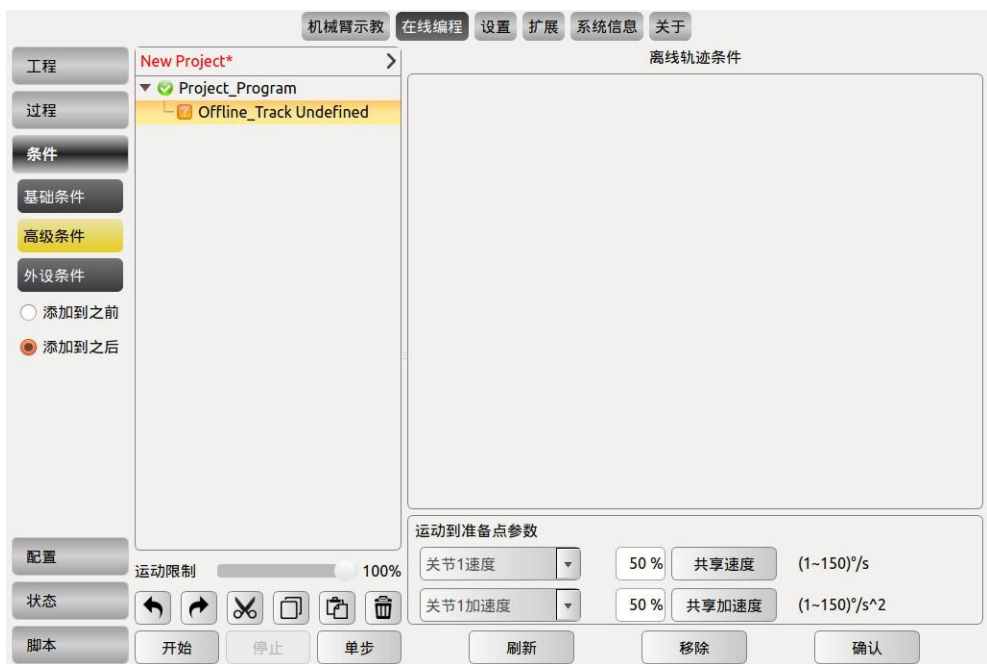 机械臂示教 在线编程 设置 扩展 系统信息 关于
工程
过程
条件
基础条件
高级条件
外设条件
添加到之前
添加到之后
配置
状态
脚本
New Project*
Project_Program
Offline_Track Undefined
运动限制 100%
开始 停止 单步
离线轨迹条件
运动到准备点参数
关节1速度 50 % 共享速度 (1~150)°/s
关节1加速度 50 % 共享加速度 (1~150)°/s^2
刷新 移除 确认